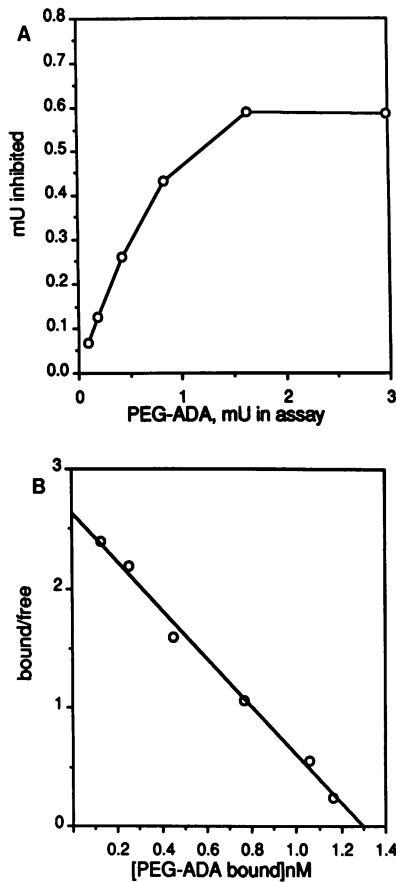 A
0.8
0.7
0.6
0.5
0.4
0.3
0.2
0.1
0.0
mU inhibited
0 1 2 3
PEG-ADA, mU in assay
B
3
2
1
0
bound/free
0.2 0.4 0.6 0.8 1.0 1.2 1.4
[PEG-ADA bound]nM